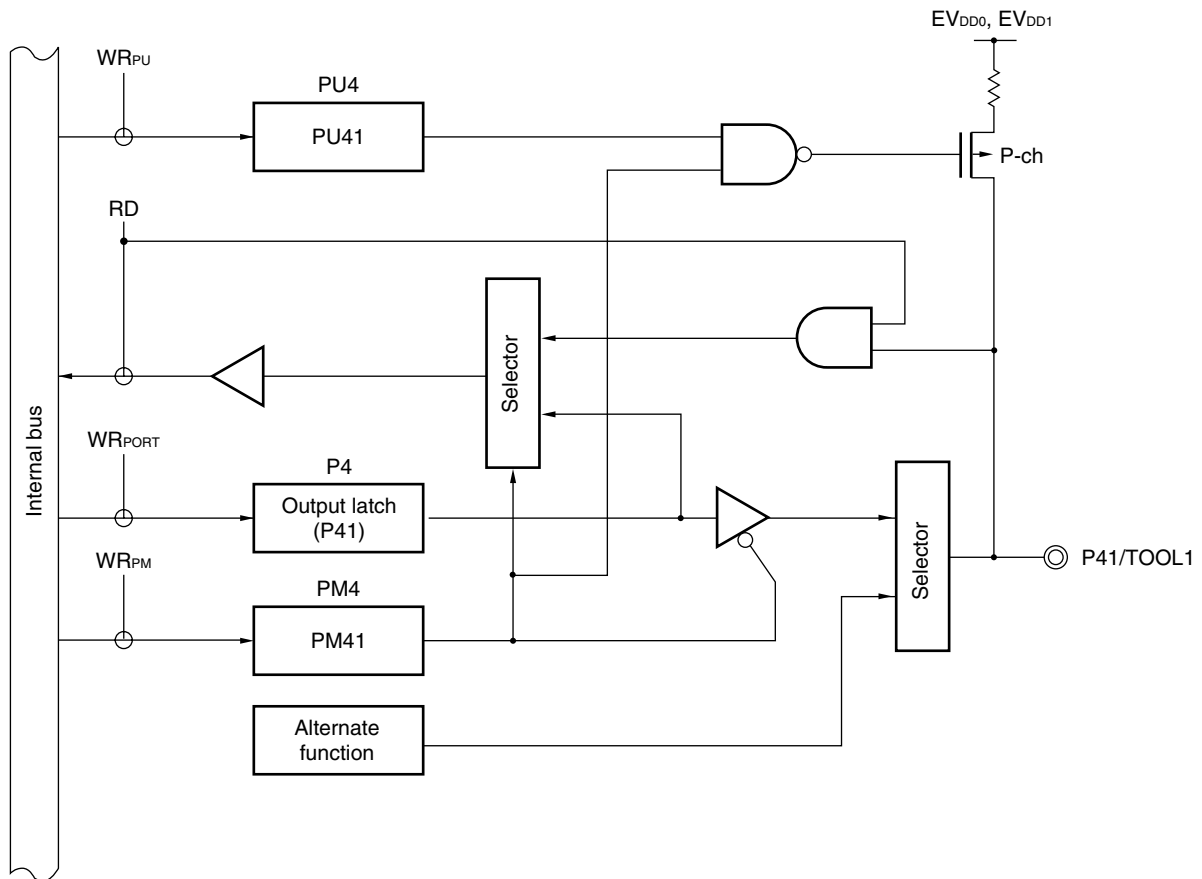 EVDD0, EVDD1
WRPU
PU4
PU41
P-ch
RD
Selector
Internal bus
WRPORT
P4
Output latch
(P41)
Selector
P41/TOOL1
WRPM
PM4
PM41
Alternate
function